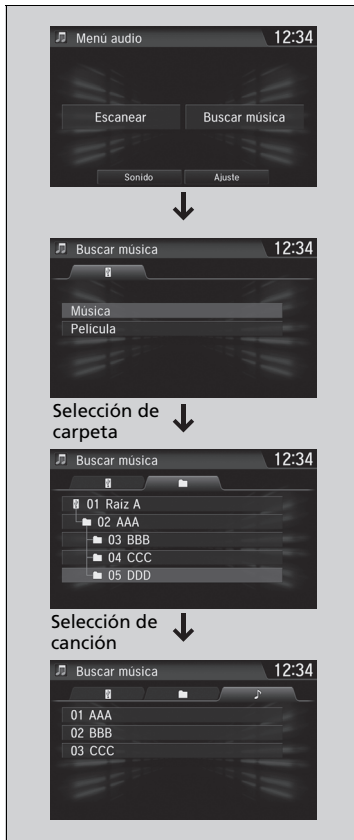 Menú audio 12:34
Escanear Buscar música
Sonido Ajuste
Buscar música 12:34
Música
Película
Selección de
carpeta
Buscar música 12:34
01 Raíz A
02 AAA
03 BBB
04 CCC
05 DDD
Selección de
canción
Buscar música 12:34
01 AAA
02 BBB
03 CCC